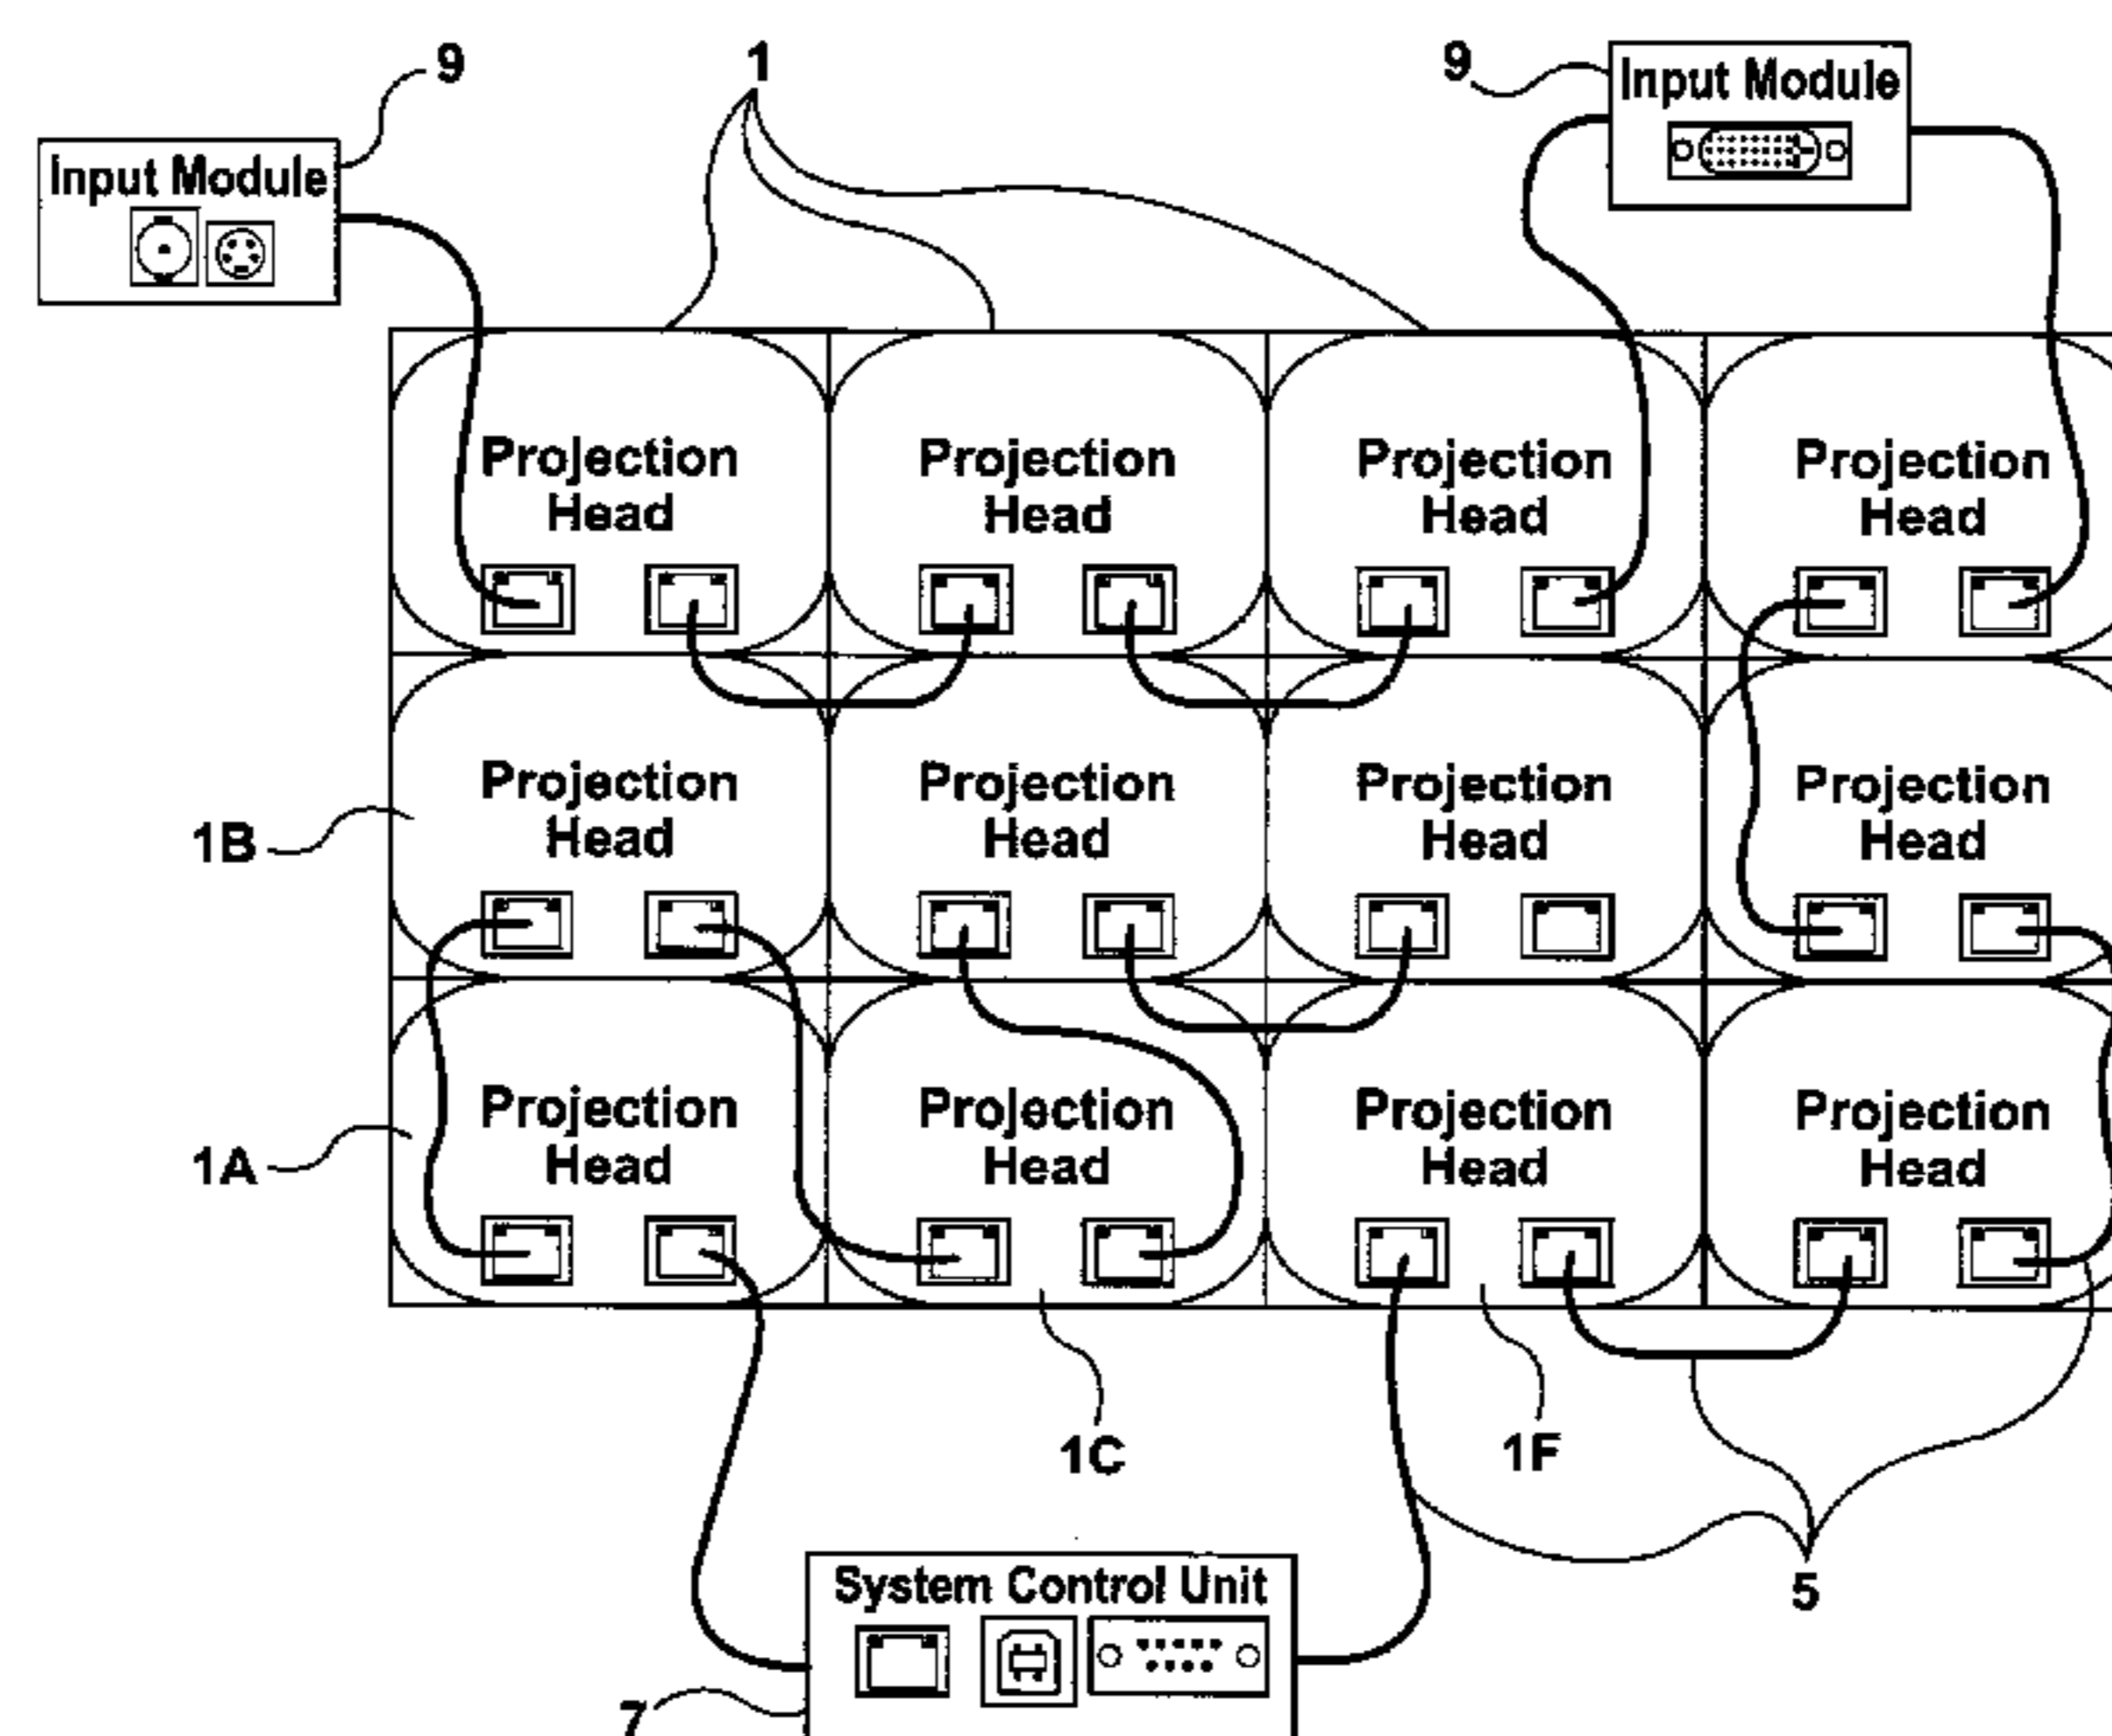 9
1
9
Input Module
Input Module
Projection
Head
Projection
Head
Projection
Head
Projection
Head
1B
Projection
Head
Projection
Head
Projection
Head
Projection
Head
1A
Projection
Head
Projection
Head
Projection
Head
Projection
Head
1C
1F
5
System Control Unit
7